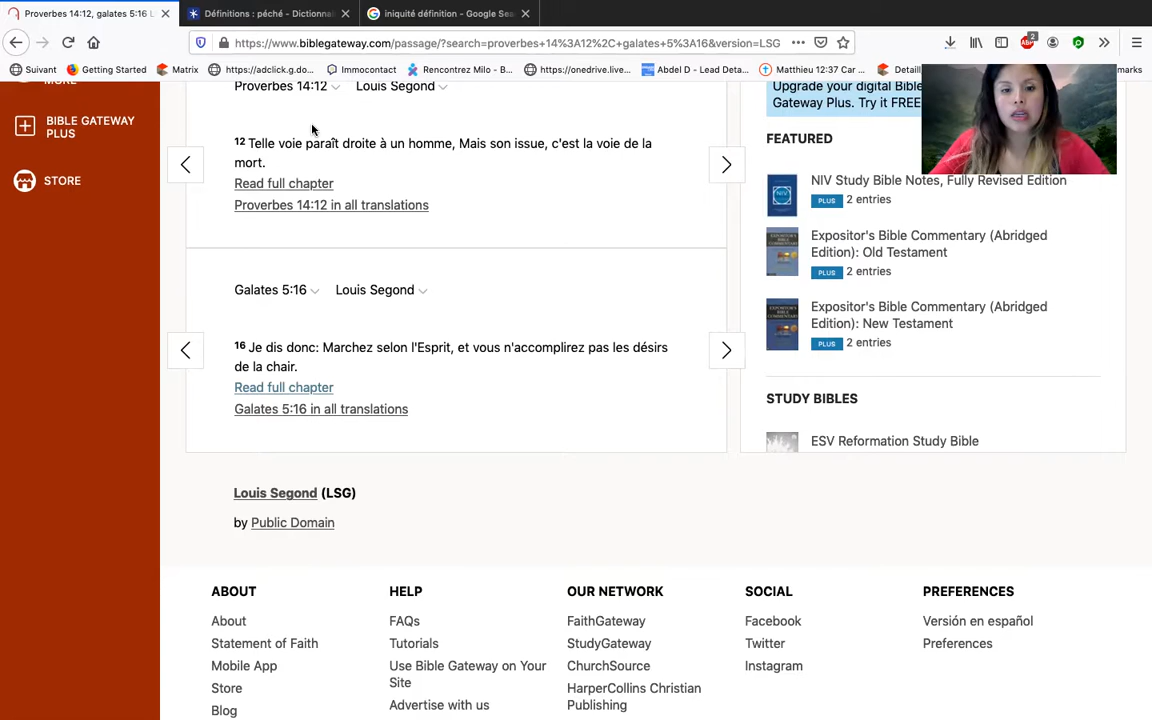 Proverbes 14:12, galates 5:16 L
Définitions : péché - Dictionnai
iniquité définition - Google Sea
https://www.biblegateway.com/passage/?search=proverbes +14%3A12%2C+ galates +5%3A16&version=LSG
2
Suivant
Getting Started
Matrix
https://adclick.g.do...
Immocontact
Rencontrez Milo - B...
https://onedrive.live...
Abdel D - Lead Deta...
Matthieu 12:37 Car ...
Detaill
marks
MORE
BIBLE GATEWAY
PLUS
STORE
Proverbes 14:12
Louis Segond
12 Telle voie paraît droite à un homme, Mais son issue, c'est la voie de la
mort.
Read full chapter
Proverbes 14:12 in all translations
Galates 5:16
Louis Segond
16 Je dis donc: Marchez selon l'Esprit, et vous n'accomplirez pas les désirs
de la chair.
Read full chapter
Galates 5:16 in all translations
Louis Segond (LSG)
by Public Domain
Upgrade your digital Bible
Gateway Plus. Try it FREE
FEATURED
NIV Study Bible Notes, Fully Revised Edition
PLUS 2 entries
Expositor's Bible Commentary (Abridged
Edition): Old Testament
PLUS 2 entries
Expositor's Bible Commentary (Abridged
Edition): New Testament
PLUS 2 entries
STUDY BIBLES
ESV Reformation Study Bible
ABOUT
About
Statement of Faith
Mobile App
Store
Blog
HELP
FAQs
Tutorials
Use Bible Gateway on Your
Site
Advertise with us
OUR NETWORK
FaithGateway
StudyGateway
ChurchSource
HarperCollins Christian
Publishing
SOCIAL
Facebook
Twitter
Instagram
PREFERENCES
Versión en español
Preferences